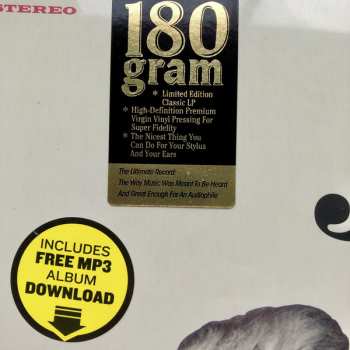 STEREO
180
gram
* Limited Edition
Classic LP
* High-Definition Premium
Virgin Vinyl Pressing For
Super Fidelity
* The Nicest Thing You
Can Do For Your Stylus
And Your Ears
The Ultimate Record:
The Way Music Was Meant To Be Heard
And Great Enough For An Audiophile
INCLUDES
FREE MP3
ALBUM
DOWNLOAD